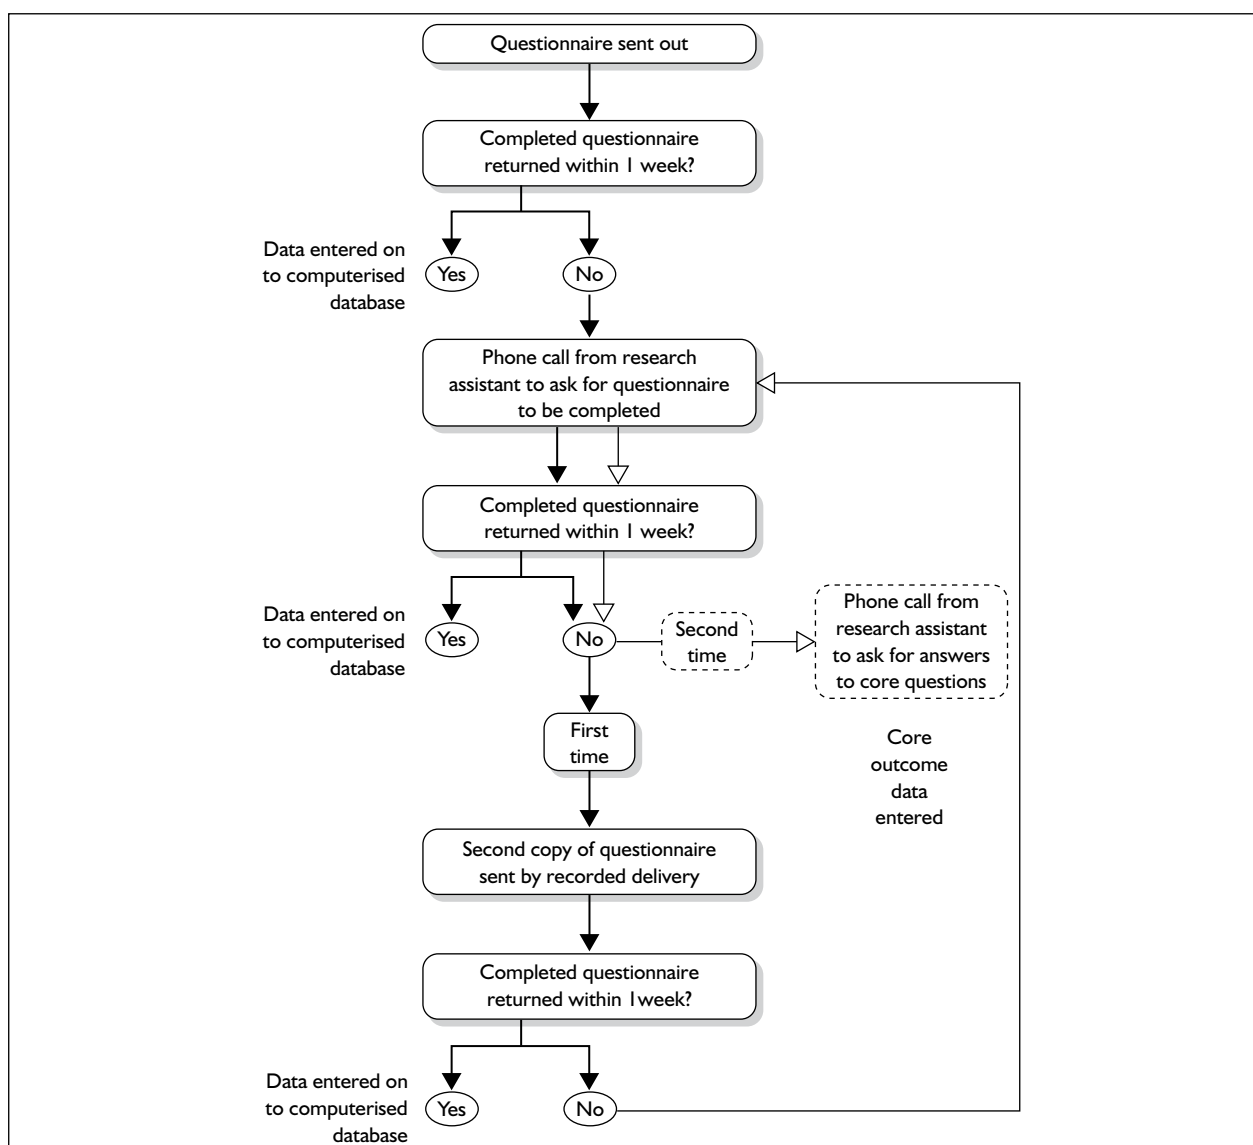 Questionnaire sent out
Completed questionnaire
returned within 1 week?
Data entered on
to computerised
database
Yes
No
Phone call from research
assistant to ask for questionnaire
to be completed
Completed questionnaire
returned within 1 week?
Data entered on
to computerised
database
Yes
No
Second
time
Phone call from
research assistant
to ask for answers
to core questions
First
time
Core
outcome
data
entered
Second copy of questionnaire
sent by recorded delivery
Completed questionnaire
returned within 1week?
Data entered on
to computerised
database
Yes
No